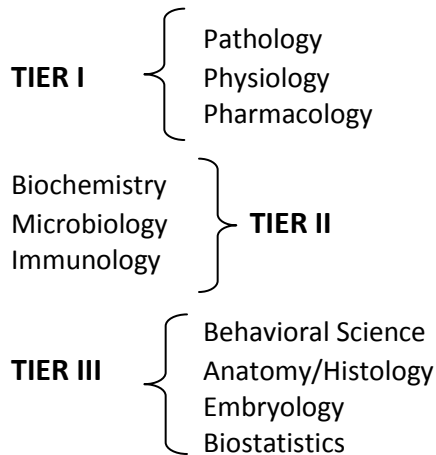 Pathology
TIER I Physiology
Pharmacology
Biochemistry
Microbiology TIER II
Immunology
Behavioral Science
TIER III Anatomy/Histology
Embryology
Biostatistics